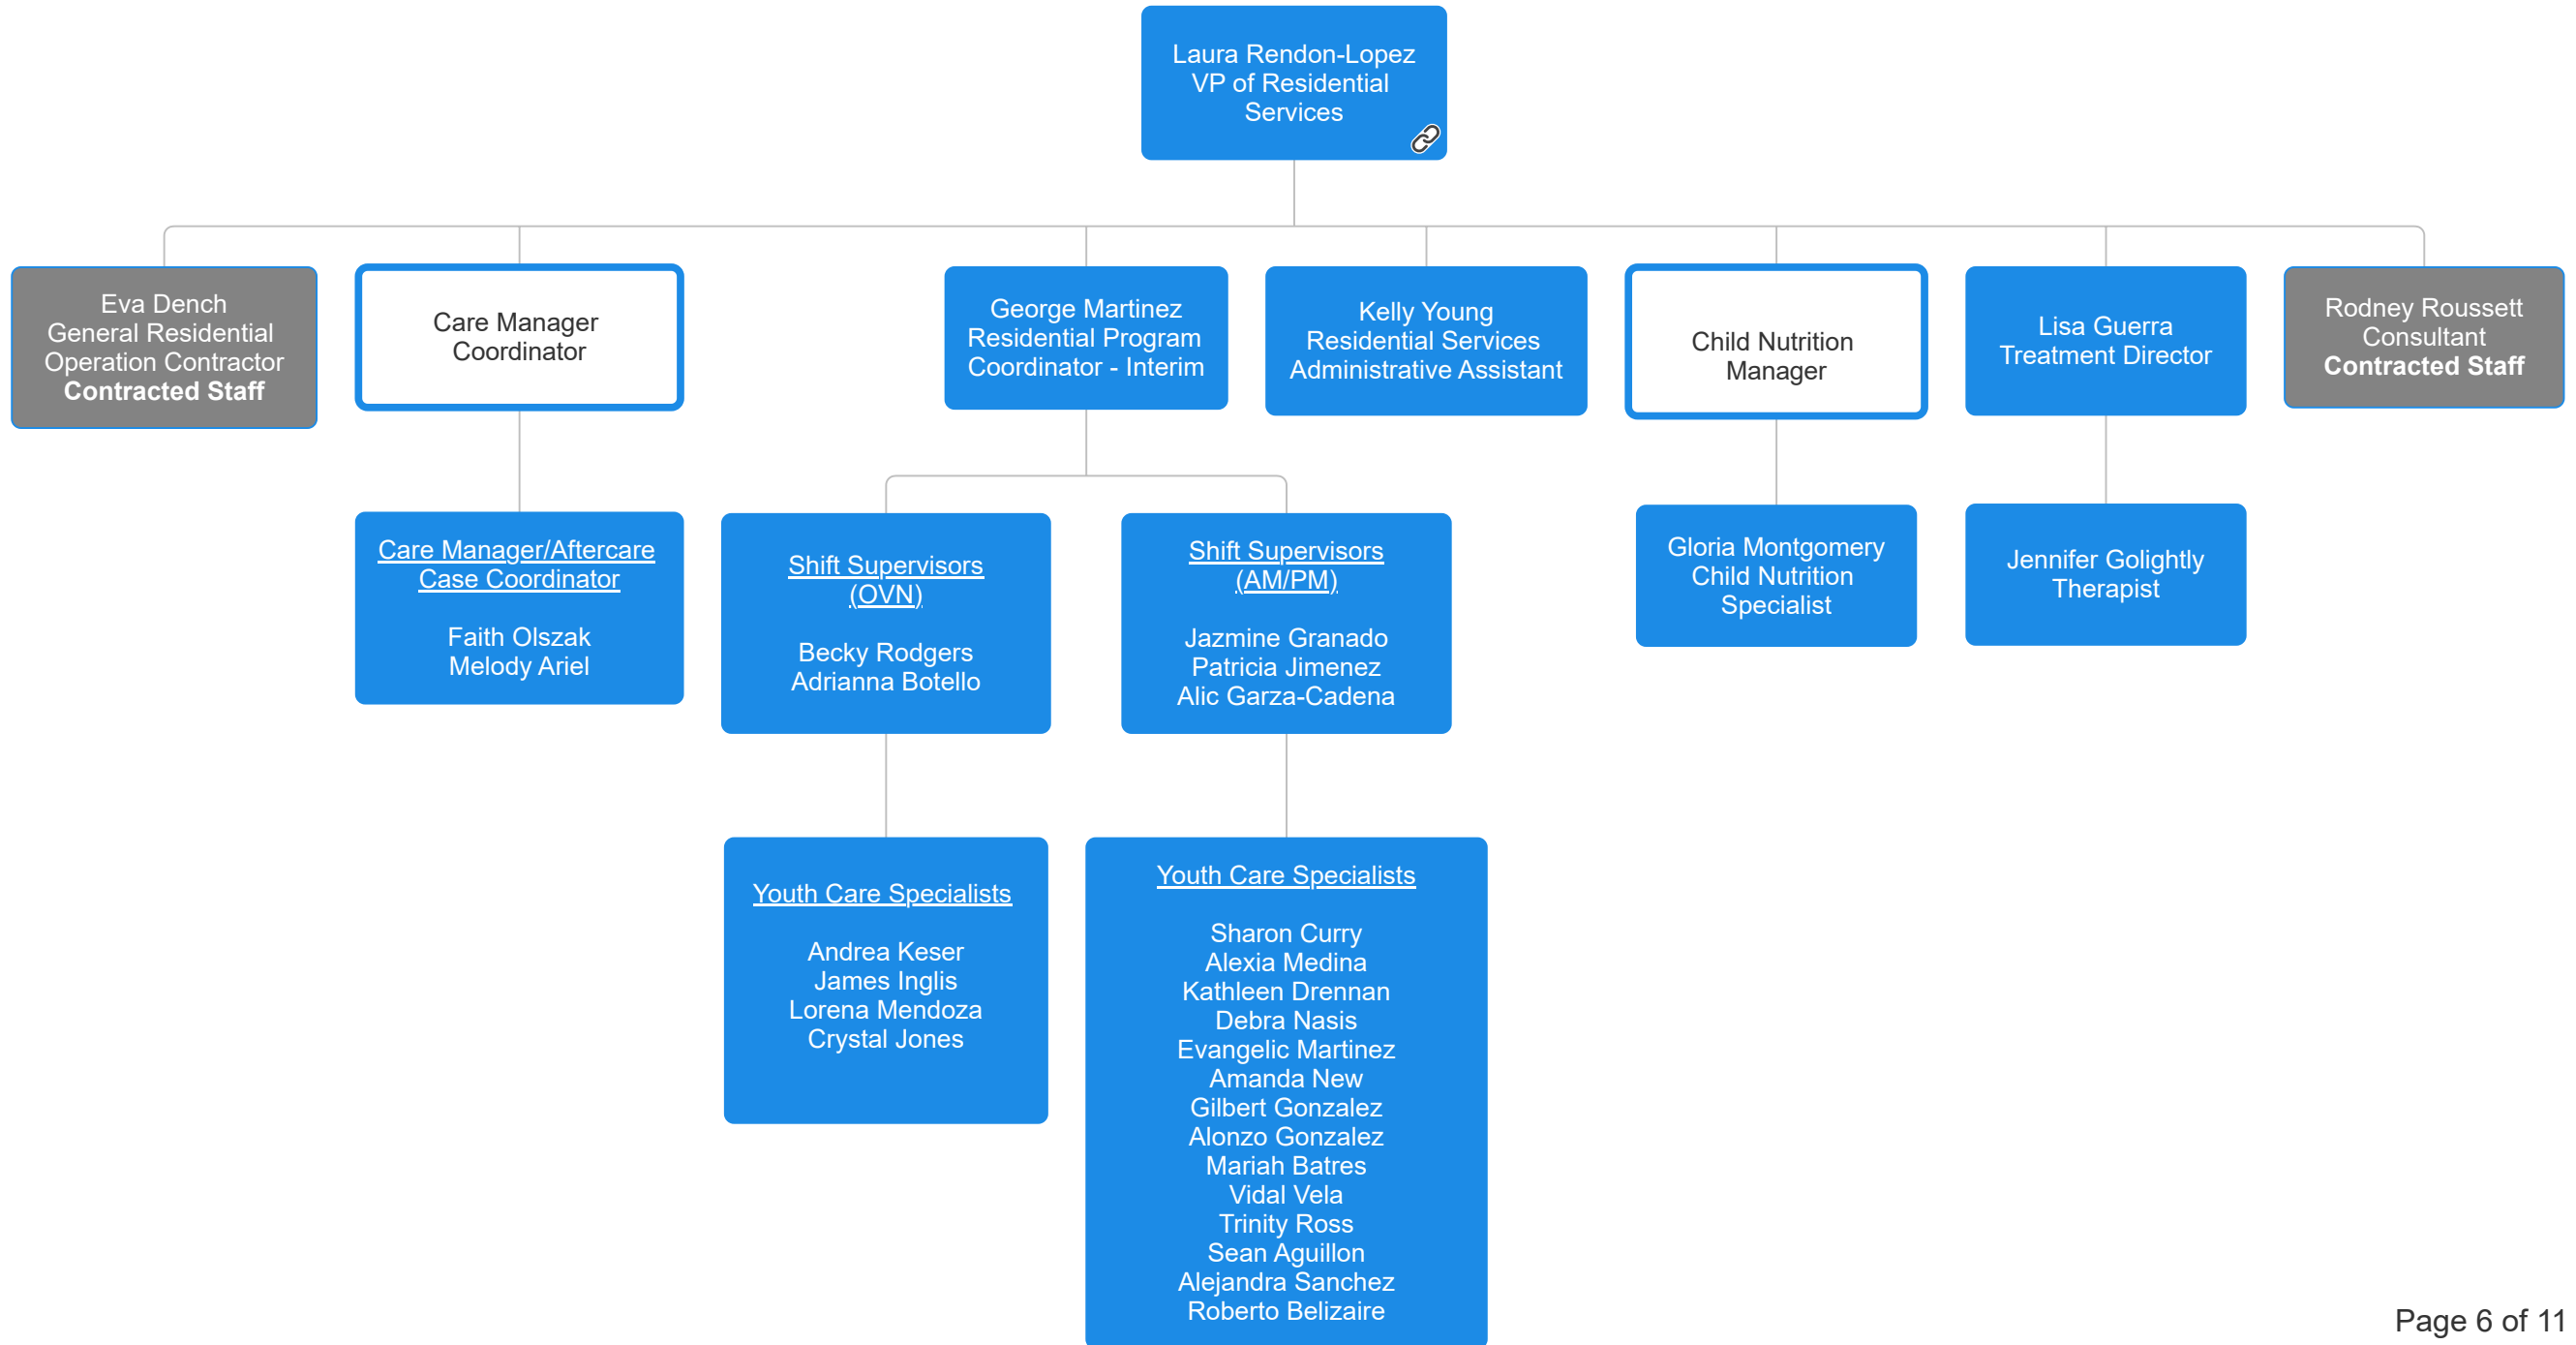 Laura Rendon-Lopez
VP of Residential
Services
Eva Dench
General Residential
Operation Contractor
Contracted Staff
Care Manager
Coordinator
George Martinez
Residential Program
Coordinator - Interim
Kelly Young
Residential Services
Administrative Assistant
Child Nutrition
Manager
Lisa Guerra
Treatment Director
Rodney Roussett
Consultant
Contracted Staff
Care Manager/Aftercare
Case Coordinator
Faith Olszak
Melody Ariel
Shift Supervisors
(OVN)
Becky Rodgers
Adrianna Botello
Shift Supervisors
(AM/PM)
Jazmine Granado
Patricia Jimenez
Alic Garza-Cadena
Gloria Montgomery
Child Nutrition
Specialist
Jennifer Golightly
Therapist
Youth Care Specialists
Andrea Keser
James Inglis
Lorena Mendoza
Crystal Jones
Youth Care Specialists
Sharon Curry
Alexia Medina
Kathleen Drennan
Debra Nasis
Evangelic Martinez
Amanda New
Gilbert Gonzalez
Alonzo Gonzalez
Mariah Batres
Vidal Vela
Trinity Ross
Sean Aguillon
Alejandra Sanchez
Roberto Belizaire
Page 6 of 11